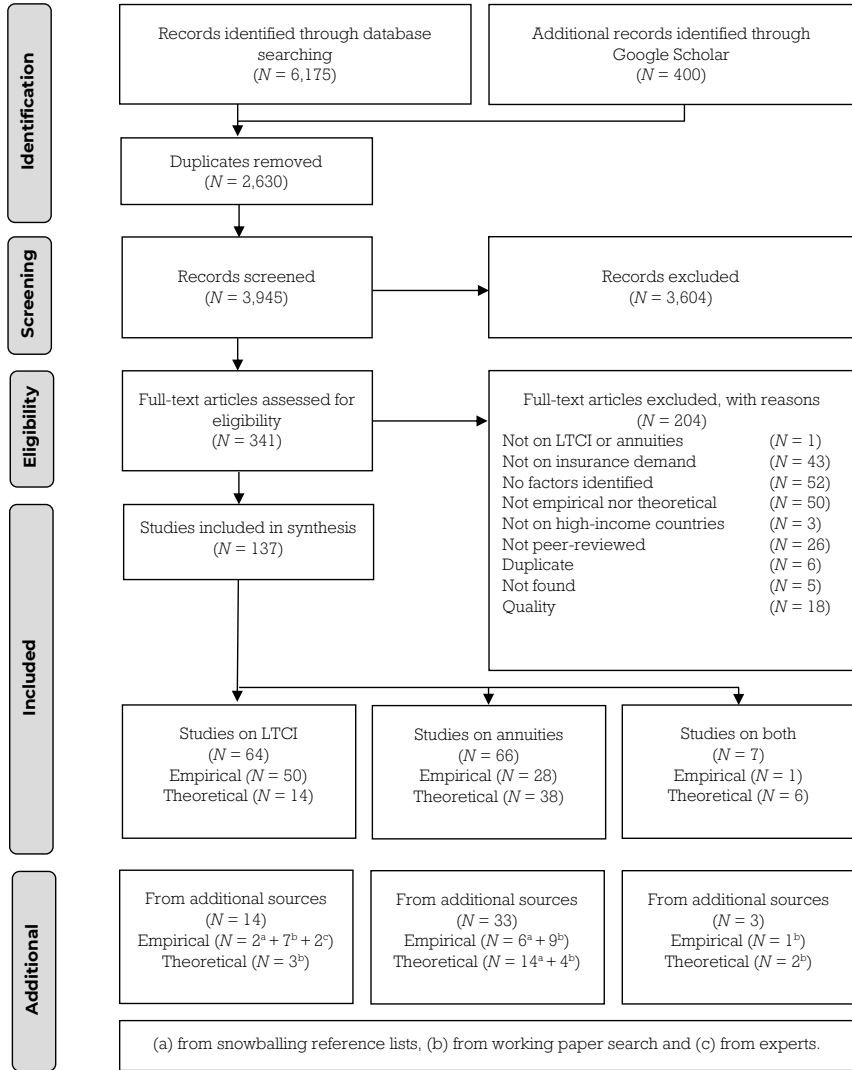 Identification
Records identified through database
searching
(N = 6,175)
Additional records identified through
Google Scholar
(N = 400)
Duplicates removed
(N = 2,630)
Screening
Records screened
(N = 3,945)
Records excluded
(N = 3,604)
Eligibility
Full-text articles assessed for
eligibility
(N = 341)
Full-text articles excluded, with reasons
(N = 204)
Not on LTCI or annuities (N = 1)
Not on insurance demand (N = 43)
No factors identified (N = 52)
Not empirical nor theoretical (N = 50)
Not on high-income countries (N = 3)
Not peer-reviewed (N = 26)
Duplicate (N = 6)
Not found (N = 5)
Quality (N = 18)
Included
Studies included in synthesis
(N = 137)
Studies on LTCI
(N = 64)
Empirical (N = 50)
Theoretical (N = 14)
Studies on annuities
(N = 66)
Empirical (N = 28)
Theoretical (N = 38)
Studies on both
(N = 7)
Empirical (N = 1)
Theoretical (N = 6)
Additional
From additional sources
(N = 14)
Empirical (N = 2ᵃ + 7ᵇ + 2ᶜ)
Theoretical (N = 3ᵇ)
From additional sources
(N = 33)
Empirical (N = 6ᵃ + 9ᵇ)
Theoretical (N = 14ᵃ + 4ᵇ)
From additional sources
(N = 3)
Empirical (N = 1ᵇ)
Theoretical (N = 2ᵇ)
(a) from snowballing reference lists, (b) from working paper search and (c) from experts.